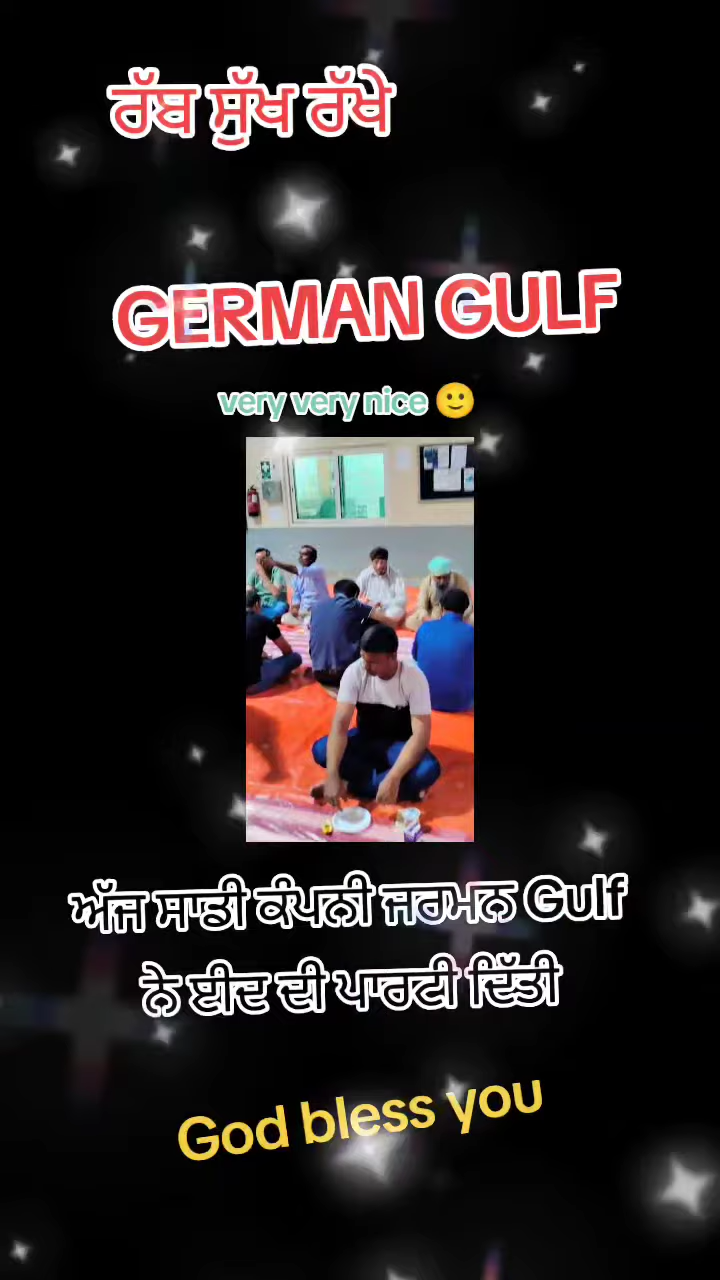 ਰੱਬ ਸੁੱਖ ਰੱਖੇ
GERMAN GULF
very very nice 🙂
ਅੱਜ ਸਾਡੀ ਕੰਪਨੀ ਜਰਮਨ Gulf
ਨੇ ਈਦ ਦੀ ਪਾਰਟੀ ਦਿੱਤੀ
God bless you